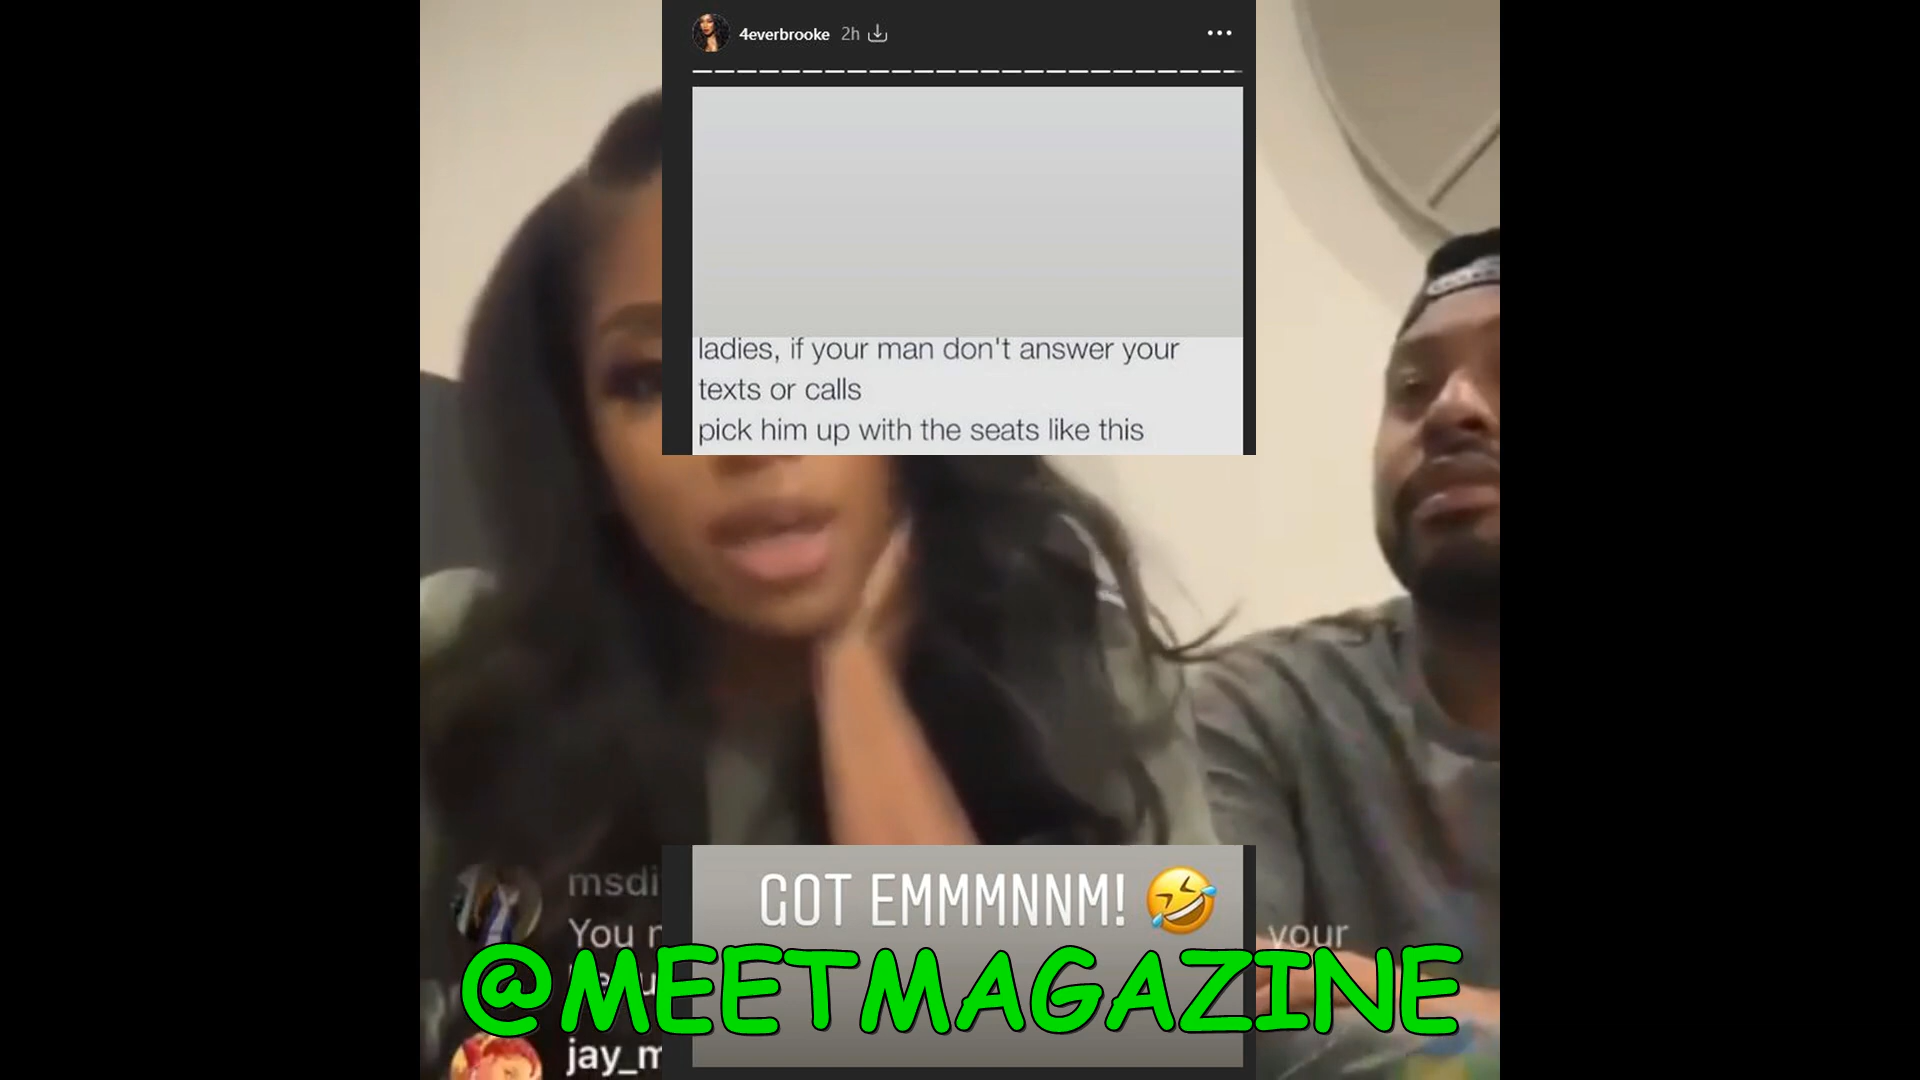 4everbrooke 2h
ladies, if your man don't answer your
texts or calls
pick him up with the seats like this
GOT EMMMNNM! 🤣
msdi
You
your
@MEETMAGAZINE
jay_m